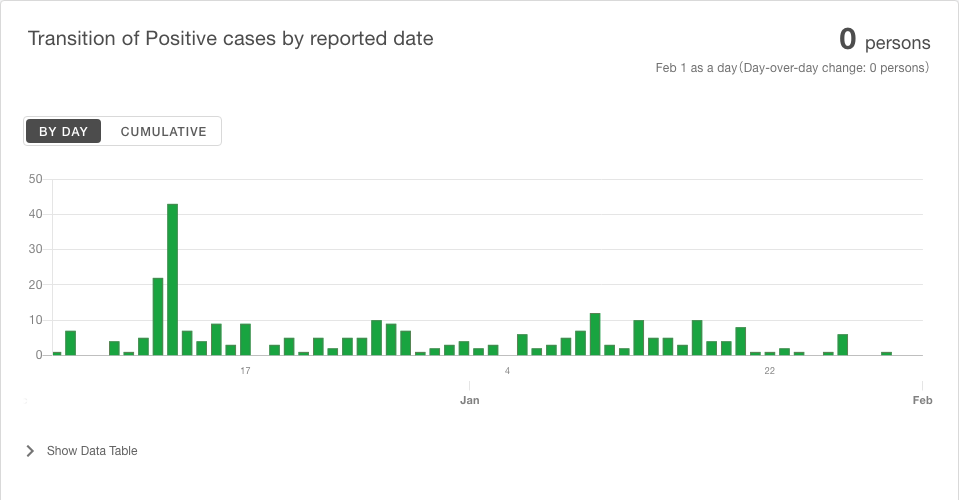 Transition of Positive cases by reported date
0 persons
Feb 1 as a day(Day-over-day change: 0 persons)
BY DAY
CUMULATIVE
50
40
30
20
10
0
17
4
22
Jan
Feb
Show Data Table